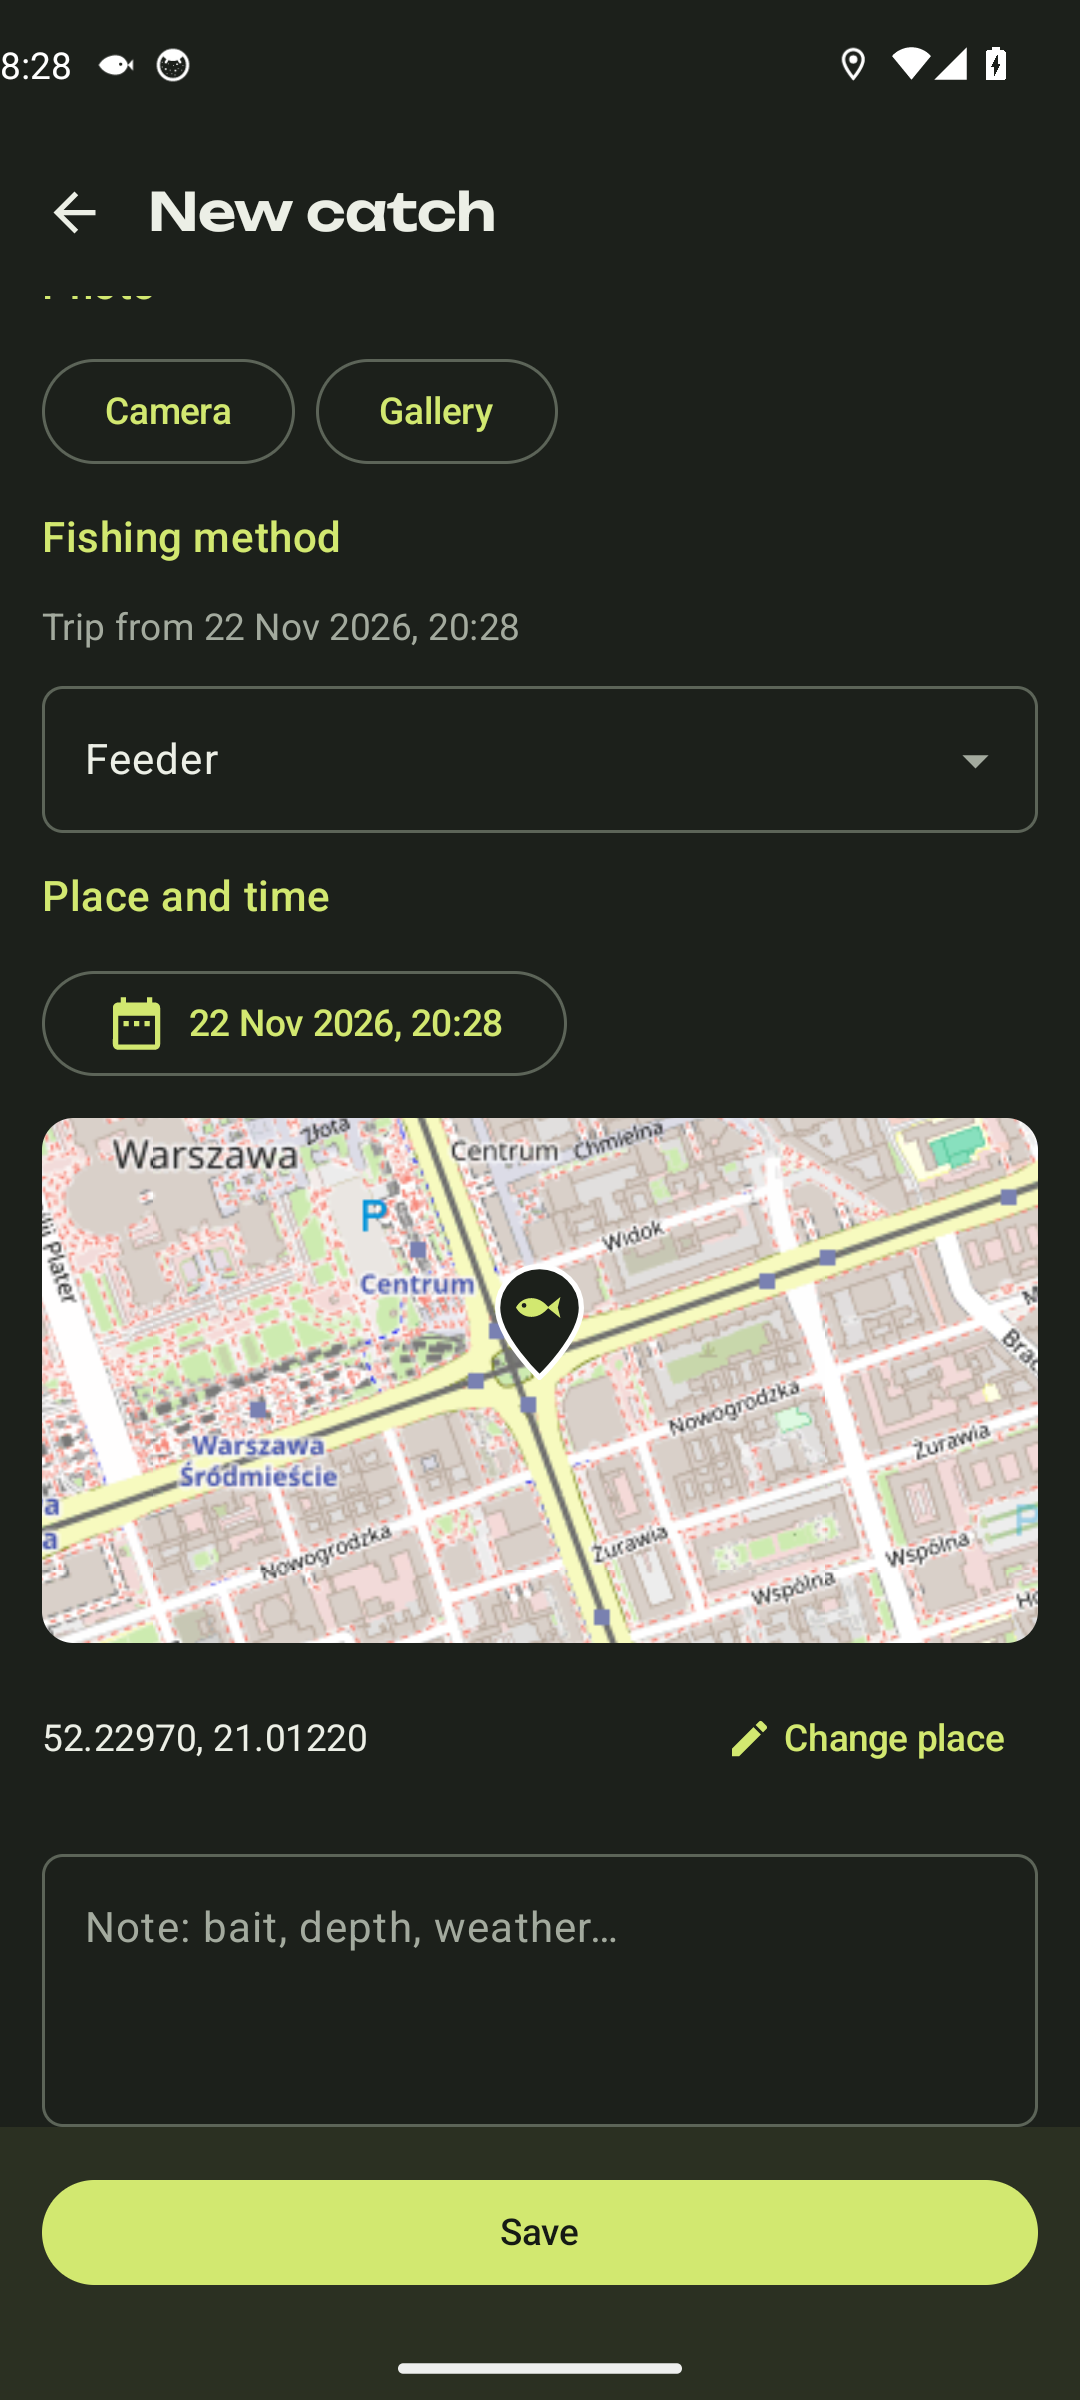 8:28
New catch
Photo
Camera
Gallery
Fishing method
Trip from 22 Nov 2026, 20:28
Feeder
Place and time
22 Nov 2026, 20:28
Warszawa
Złota
Centrum
Chmielna
P
Widok
Centrum
Plater
Nowogrodzka
Żurawia
Warszawa
Śródmieście
a
a
P
Nowogrodzka
Żurawia
Wspólna
Wspólna
52.22970, 21.01220
Change place
Note: bait, depth, weather…
Save